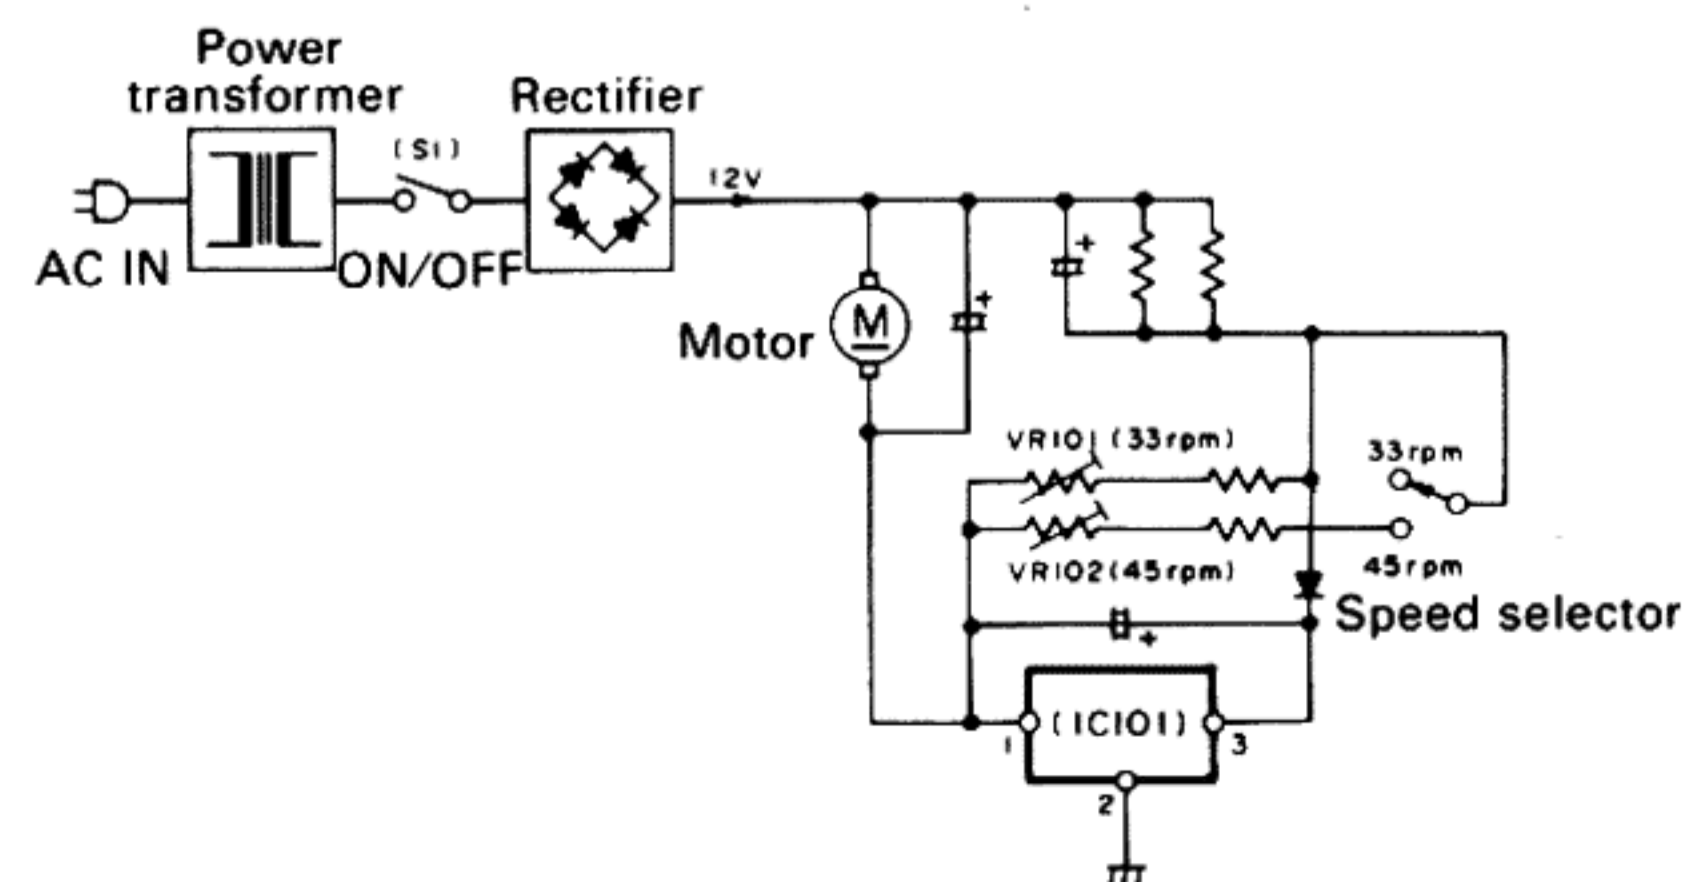 Power
transformer
Rectifier
(S1)
12V
AC IN
ON/OFF
+
+
Motor
M
VR101 (33rpm)
33rpm
VR102 (45rpm)
45rpm
Speed selector
+
(IC101)
1
3
2